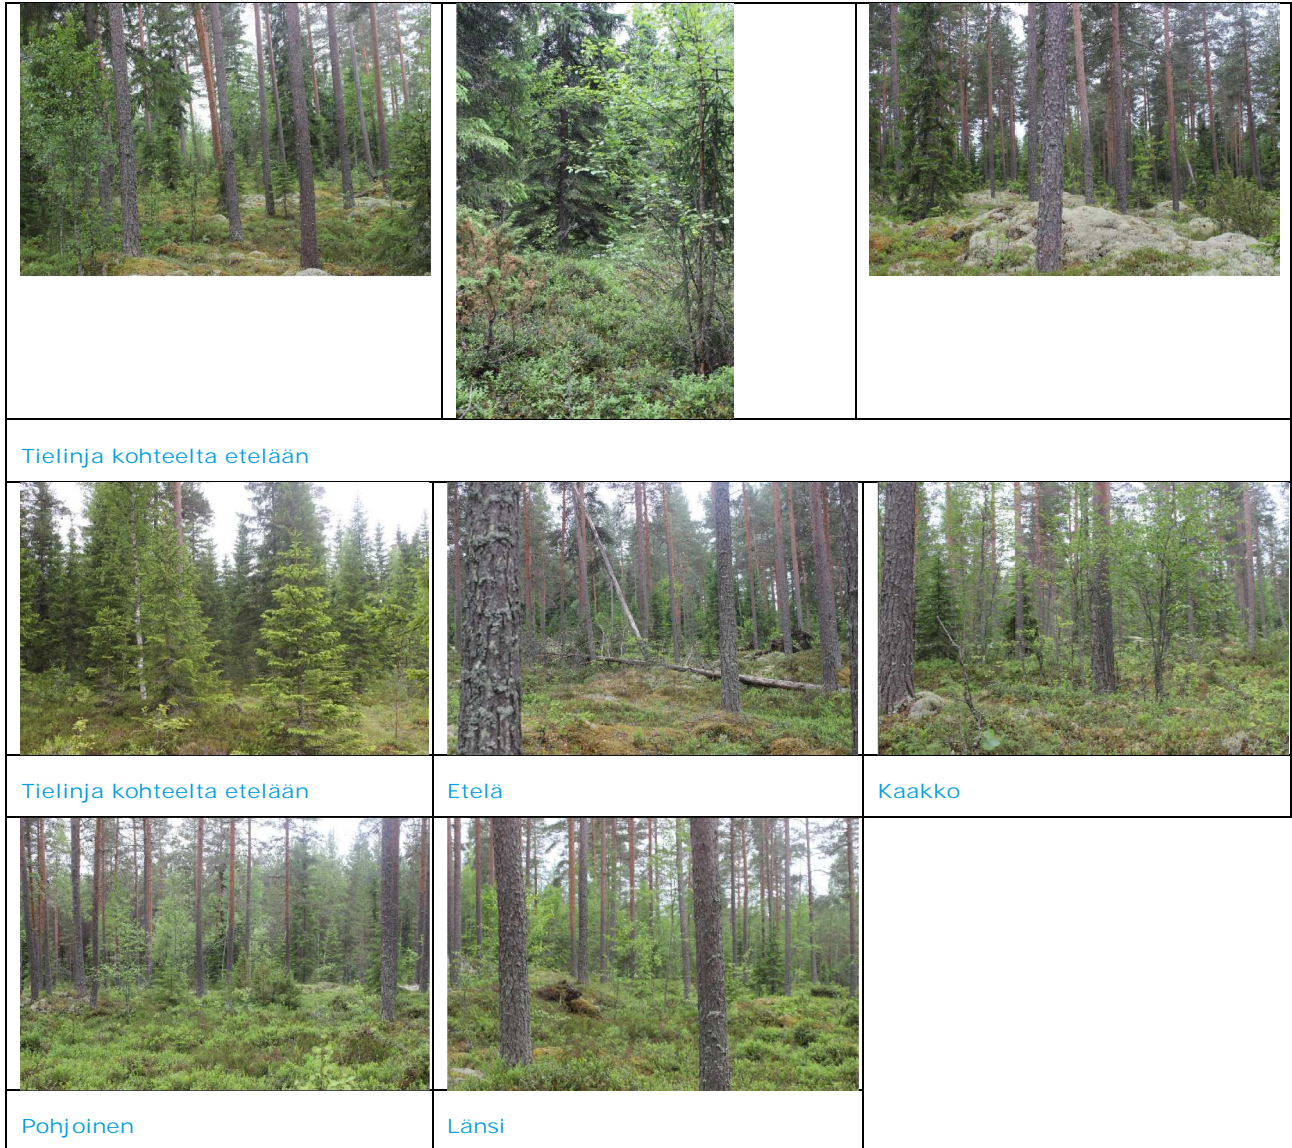 Tielinja kohteelta etelään
Tielinja kohteelta etelään
Etelä
Kaakko
Pohjoinen
Länsi